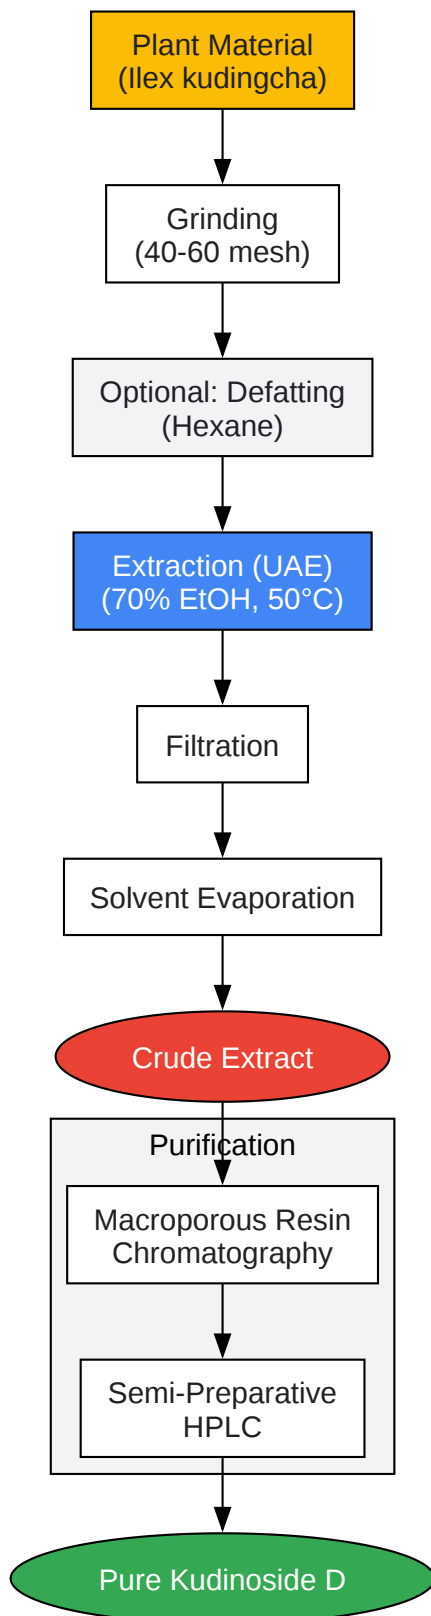 Plant Material
(Ilex kudingcha)
Grinding
(40-60 mesh)
Optional: Defatting
(Hexane)
Extraction (UAE)
(70% EtOH, 50°C)
Filtration
Solvent Evaporation
Crude Extract
Purification
Macroporous Resin
Chromatography
Semi-Preparative
HPLC
Pure Kudinoside D